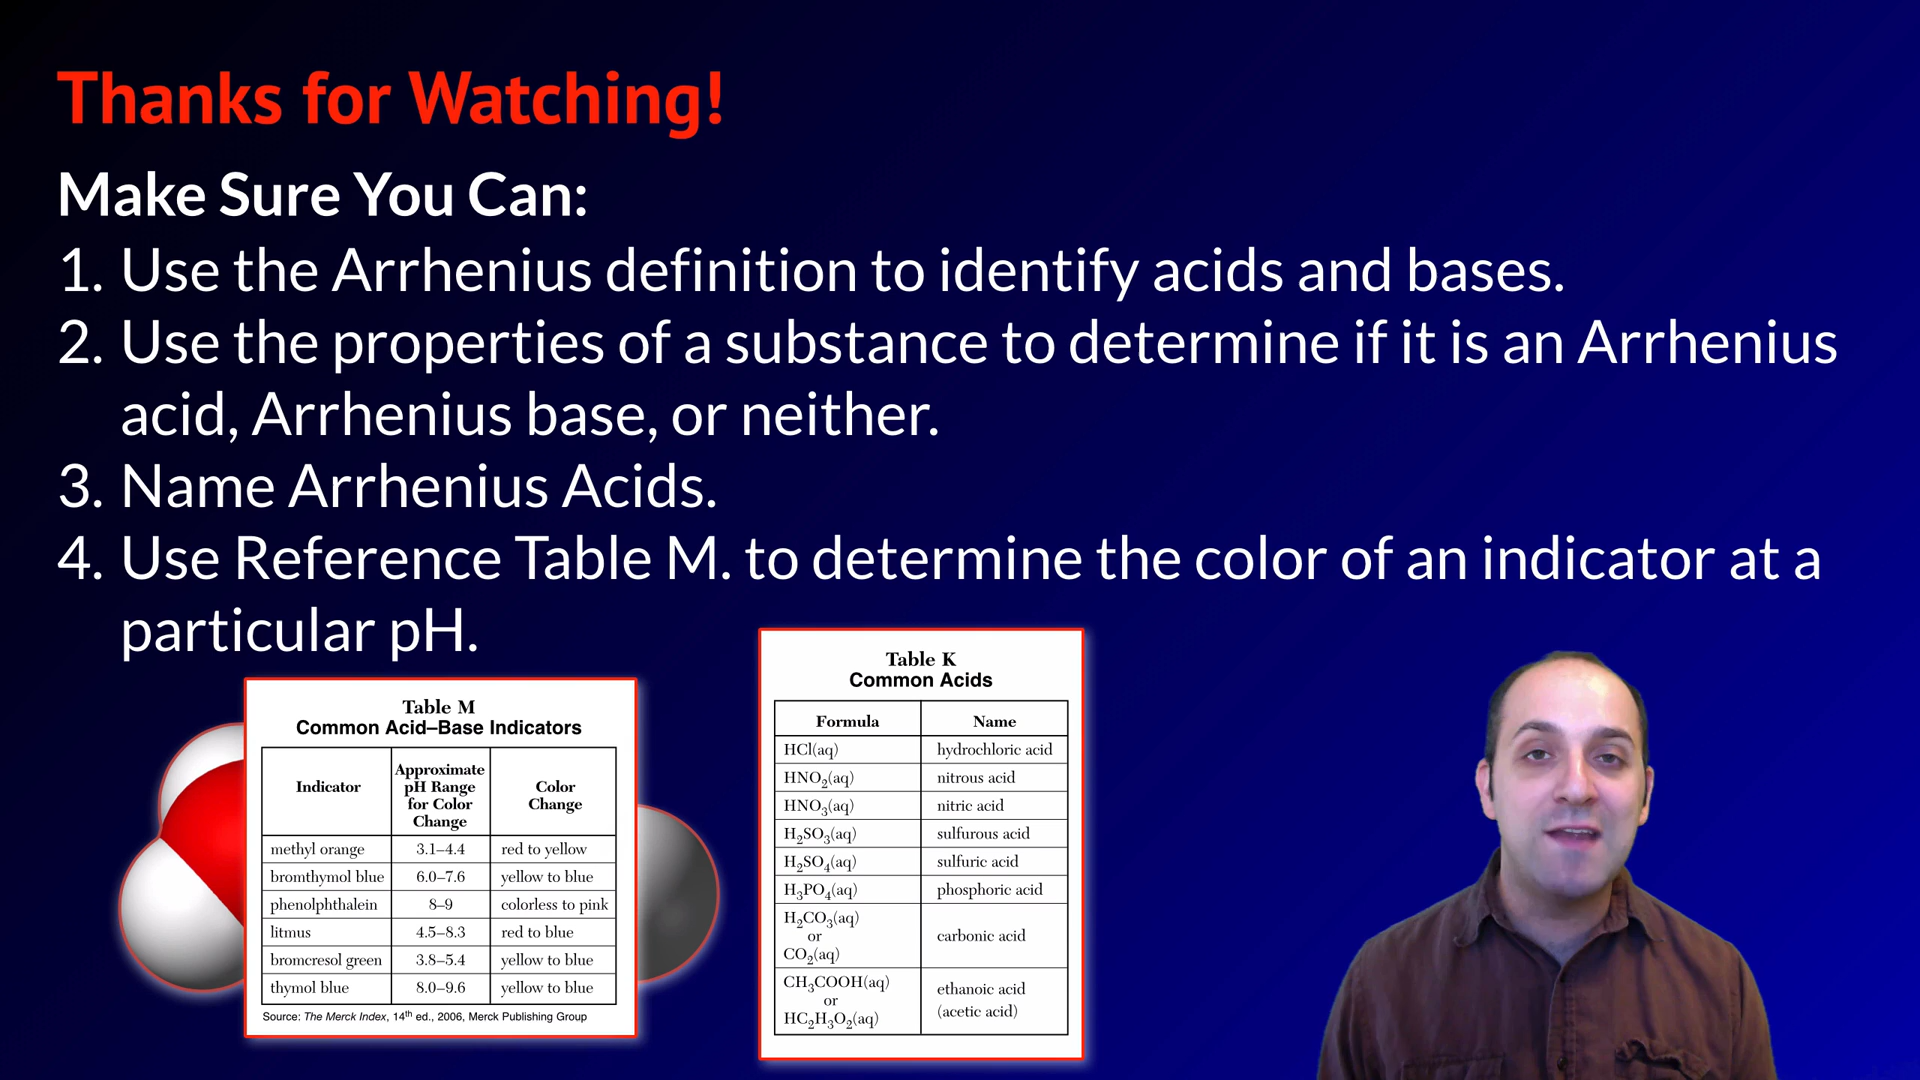 Thanks for Watching!
Make Sure You Can:
1. Use the Arrhenius definition to identify acids and bases.
2. Use the properties of a substance to determine if it is an Arrhenius
acid, Arrhenius base, or neither.
3. Name Arrhenius Acids.
4. Use Reference Table M. to determine the color of an indicator at a
particular pH.
Table M
Common Acid–Base Indicators
Indicator
Approximate
pH Range
for Color
Change
Color
Change
methyl orange 3.1–4.4 red to yellow
bromthymol blue 6.0–7.6 yellow to blue
phenolphthalein 8–9 colorless to pink
litmus 4.5–8.3 red to blue
bromcresol green 3.8–5.4 yellow to blue
thymol blue 8.0–9.6 yellow to blue
Source: The Merck Index, 14th ed., 2006, Merck Publishing Group
Table K
Common Acids
Formula Name
HCl(aq) hydrochloric acid
HNO₂(aq) nitrous acid
HNO₃(aq) nitric acid
H₂SO₃(aq) sulfurous acid
H₂SO₄(aq) sulfuric acid
H₃PO₄(aq) phosphoric acid
H₂CO₃(aq)
or
CO₂(aq)
carbonic acid
CH₃COOH(aq)
or
HC₂H₃O₂(aq)
ethanoic acid
(acetic acid)